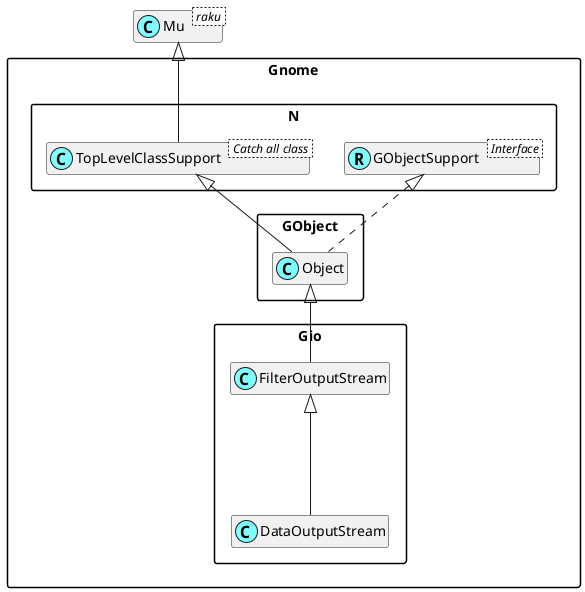 C Mu raku
Gnome
N
C TopLevelClassSupport Catch all class
R GObjectSupport Interface
GObject
C Object
Gio
C FilterOutputStream
C DataOutputStream